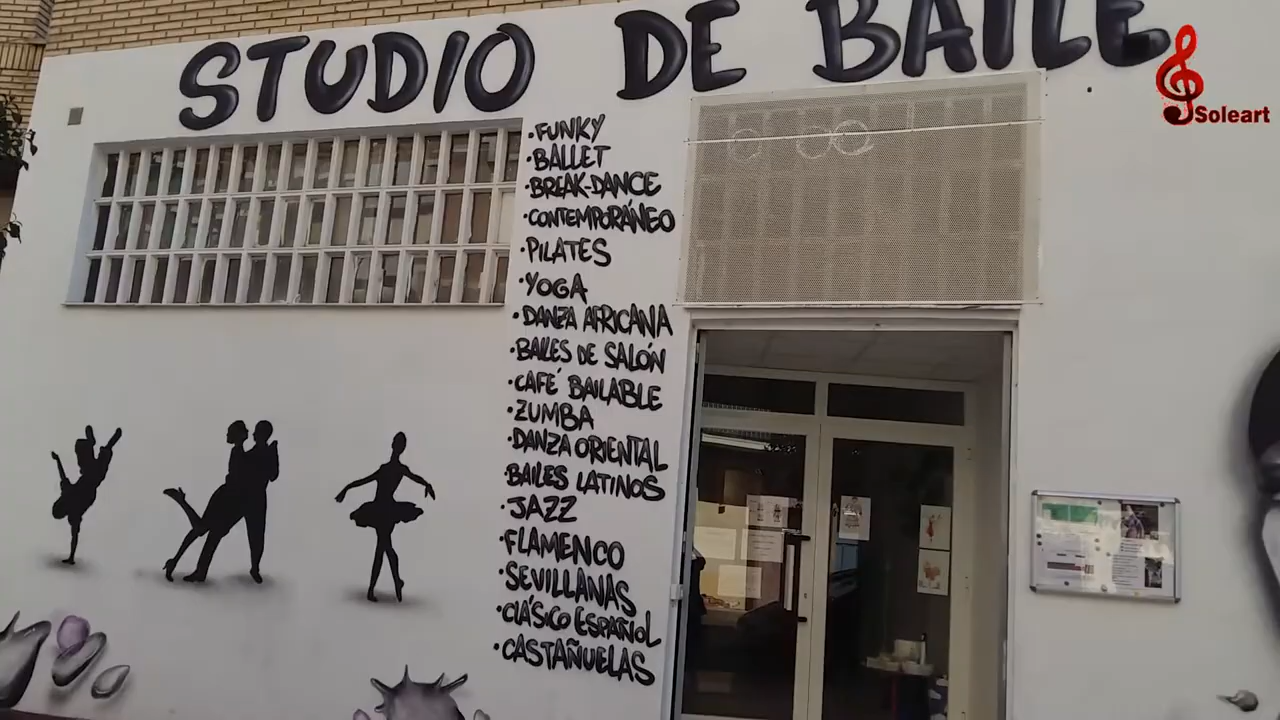 STUDIO DE BAILE
Soleart
·FUNKY
·BALLET
·BREAK-DANCE
·CONTEMPORÁNEO
·PILATES
·YOGA
·DANZA AFRICANA
·BAILES DE SALÓN
·CAFÉ BAILABLE
·ZUMBA
·DANZA ORIENTAL
·BAILES LATINOS
·JAZZ
·FLAMENCO
·SEVILLANAS
·CLÁSICO ESPAÑOL
·CASTAÑUELAS